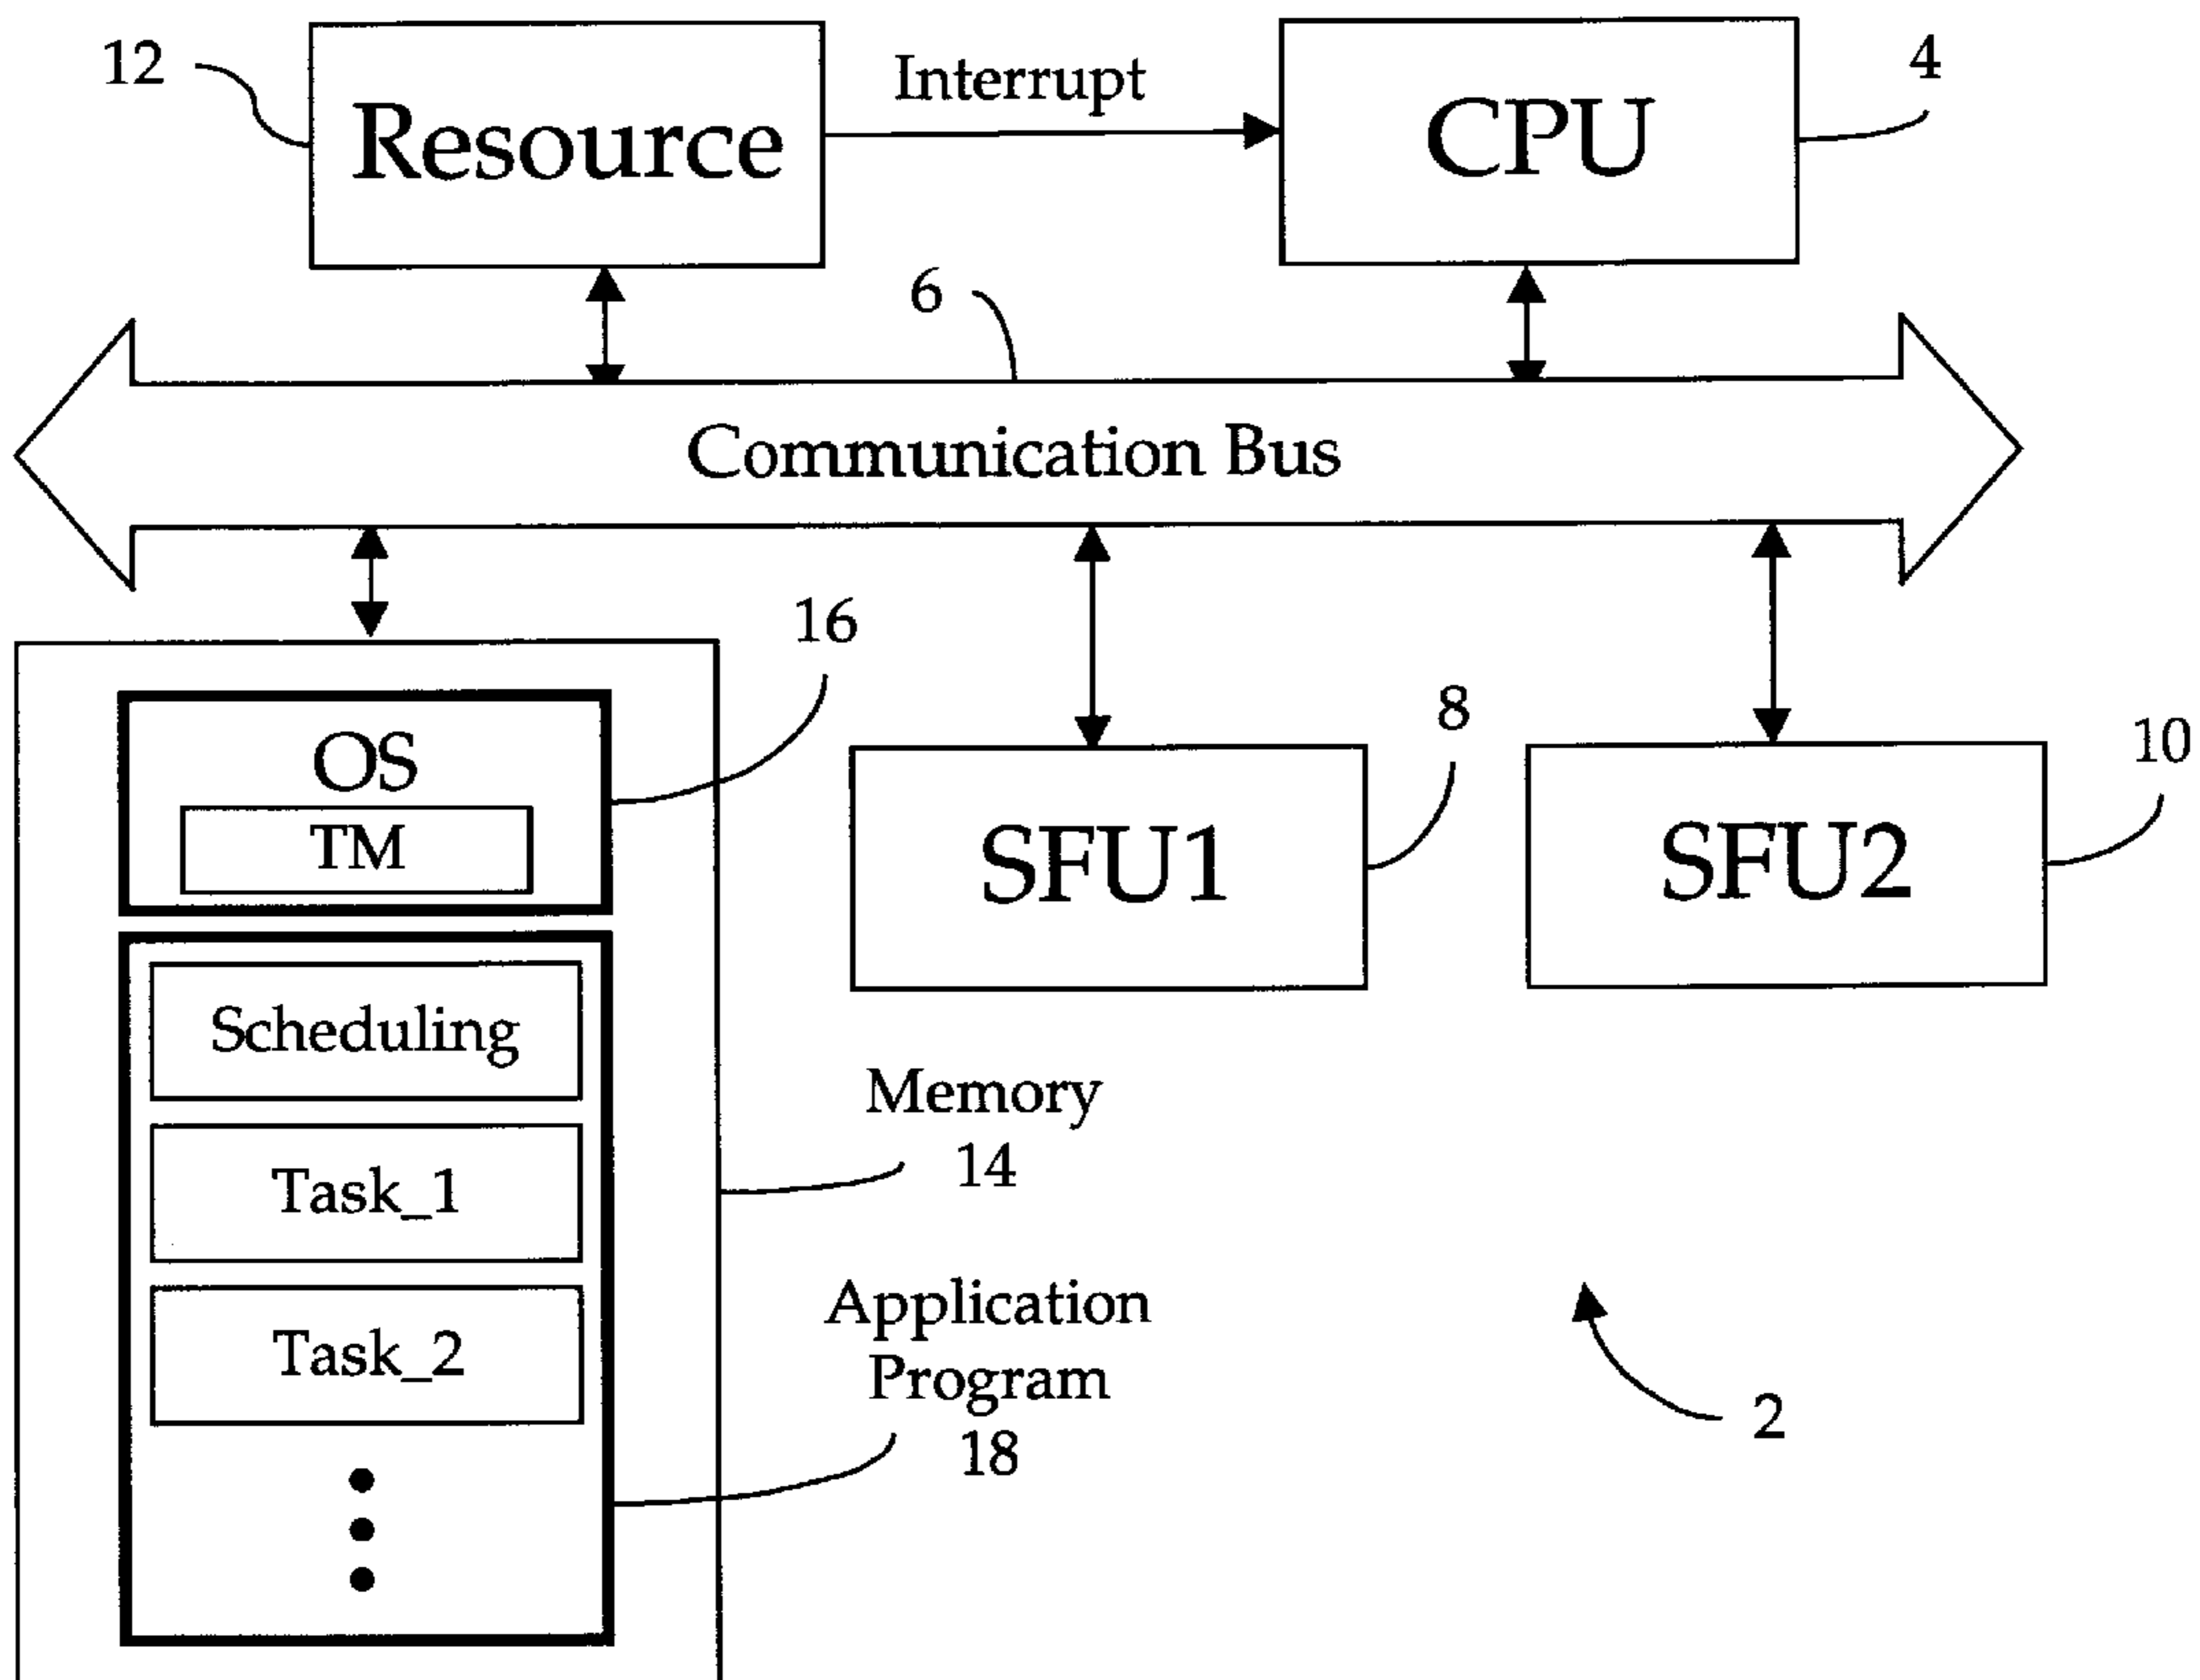 12
Resource
Interrupt
CPU
4
6
Communication Bus
16
OS
TM
8
SFU1
10
SFU2
Scheduling
Task_1
Task_2
Memory
14
Application
Program
18
2